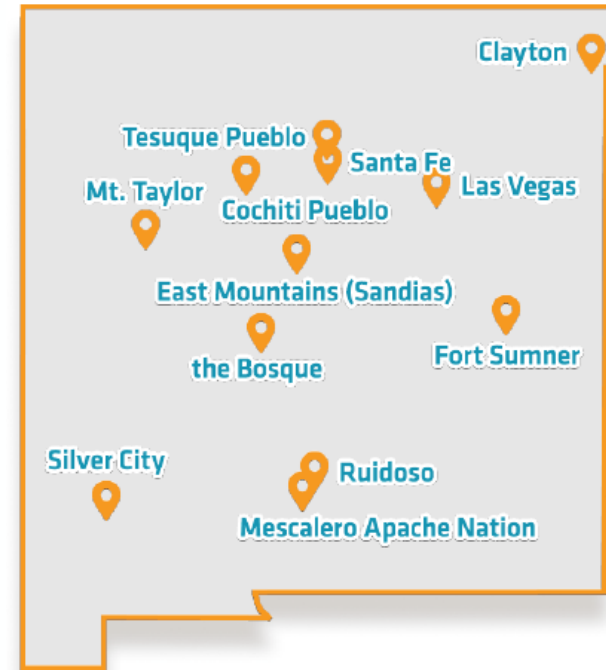 Clayton
Tesuque Pueblo
Santa Fe
Mt. Taylor
Las Vegas
Cochiti Pueblo
East Mountains (Sandias)
the Bosque
Fort Sumner
Silver City
Ruidoso
Mescalero Apache Nation